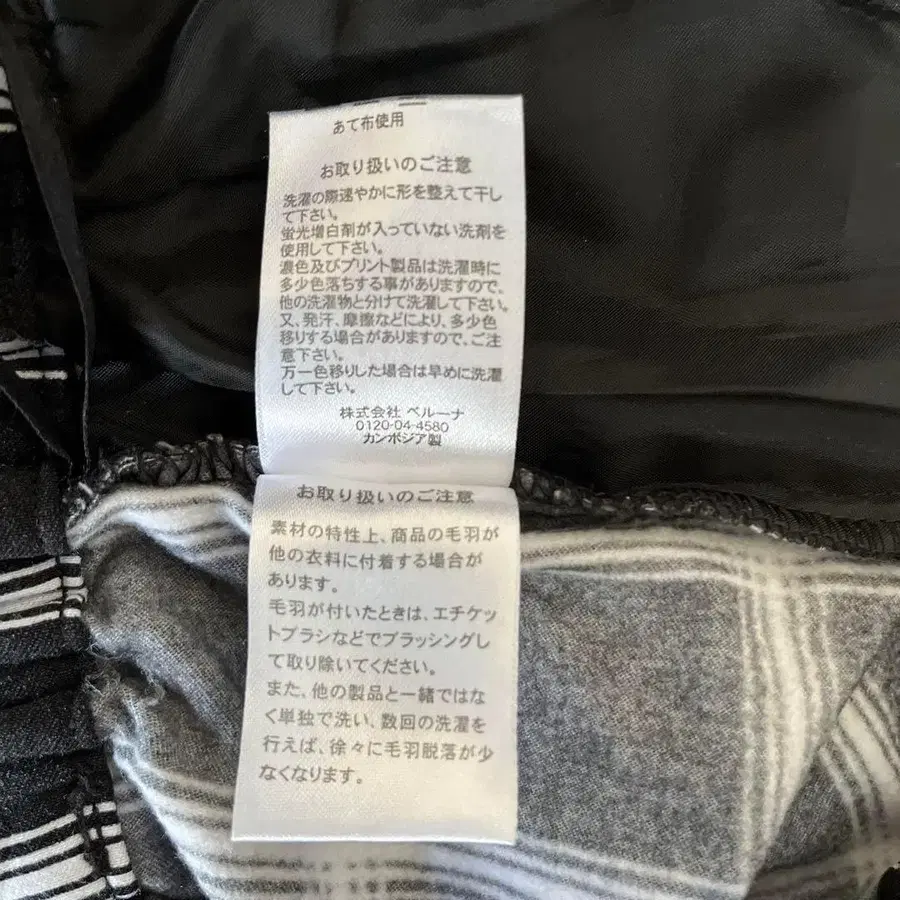 あて布使用
お取り扱いのご注意
洗濯の際速やかに形を整えて干し
て下さい。
蛍光増白剤が入っていない洗剤を
使用して下さい。
濃色及びプリント製品は洗濯時に
多少色落ちする事がありますので、
他の洗濯物と分けて洗濯して下さい。
又、発汗、摩擦などにより、多少色
移りする場合がありますので、ご注
意下さい。
万一色移りした場合は早めに洗濯
して下さい。
株式会社 ベルーナ
0120-04-4580
カンボジア製
お取り扱いのご注意
素材の特性上、商品の毛羽が
他の衣料に付着する場合が
あります。
毛羽が付いたときは、エチケッ
トブラシなどでブラッシングし
て取り除いてください。
また、他の製品と一緒ではな
く単独で洗い、数回の洗濯を
行えば、徐々に毛羽脱落が少
なくなります。